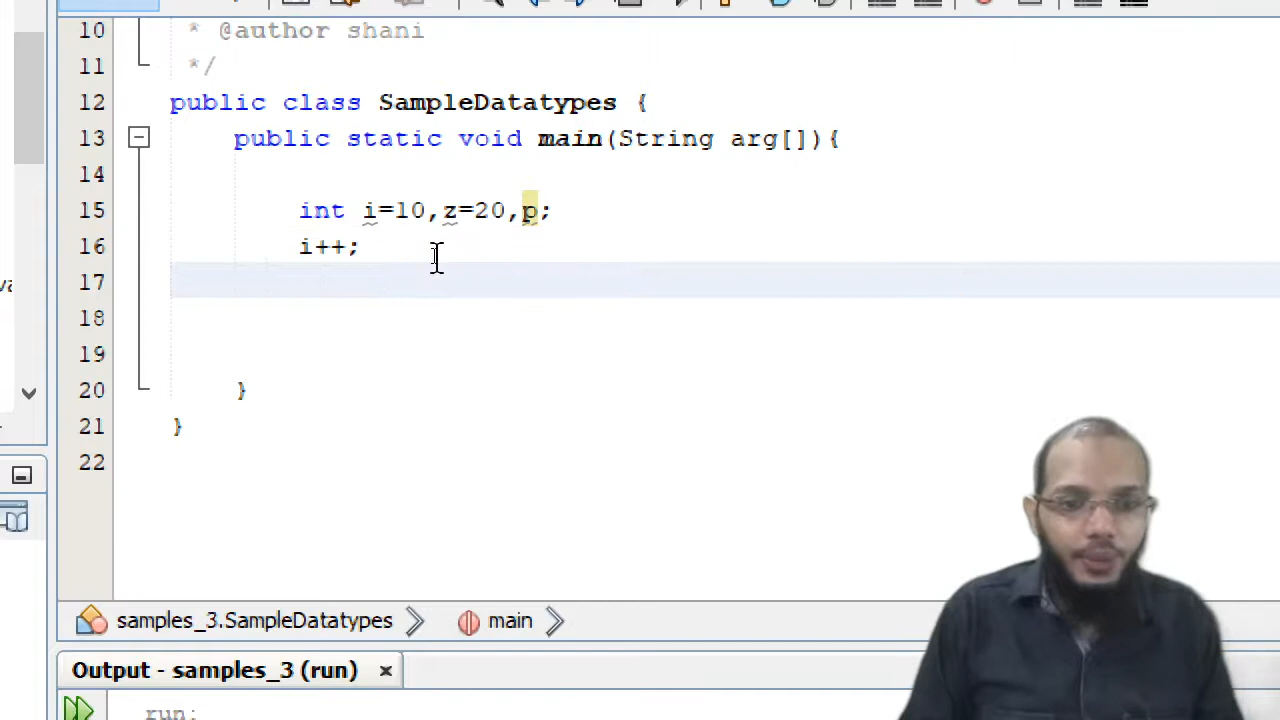 10 * @author shani
11 */
12 public class SampleDatatypes {
13 public static void main(String arg[]){
14
15 int i=10,z=20,p;
16 i++;
17
18
19
20 }
21 }
22
samples_3.SampleDatatypes
main
Output - samples_3 (run) x
run: